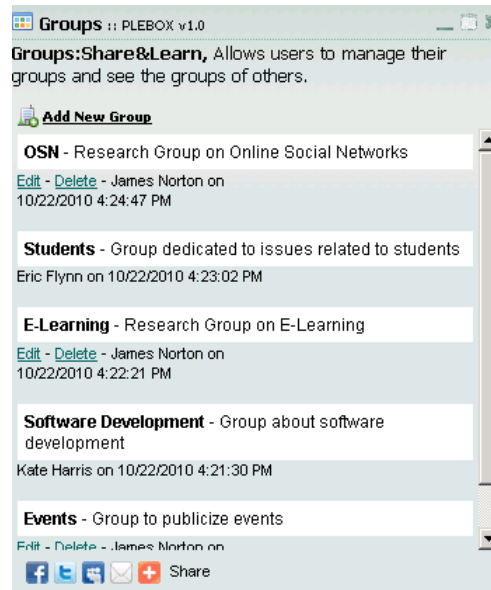 Groups :: PLEBOX v1.0
Groups:Share&Learn, Allows users to manage their
groups and see the groups of others.
Add New Group
OSN - Research Group on Online Social Networks
Edit - Delete - James Norton on
10/22/2010 4:24:47 PM
Students - Group dedicated to issues related to students
Eric Flynn on 10/22/2010 4:23:02 PM
E-Learning - Research Group on E-Learning
Edit - Delete - James Norton on
10/22/2010 4:22:21 PM
Software Development - Group about software
development
Kate Harris on 10/22/2010 4:21:30 PM
Events - Group to publicize events
Edit - Delete - James Norton on
Share